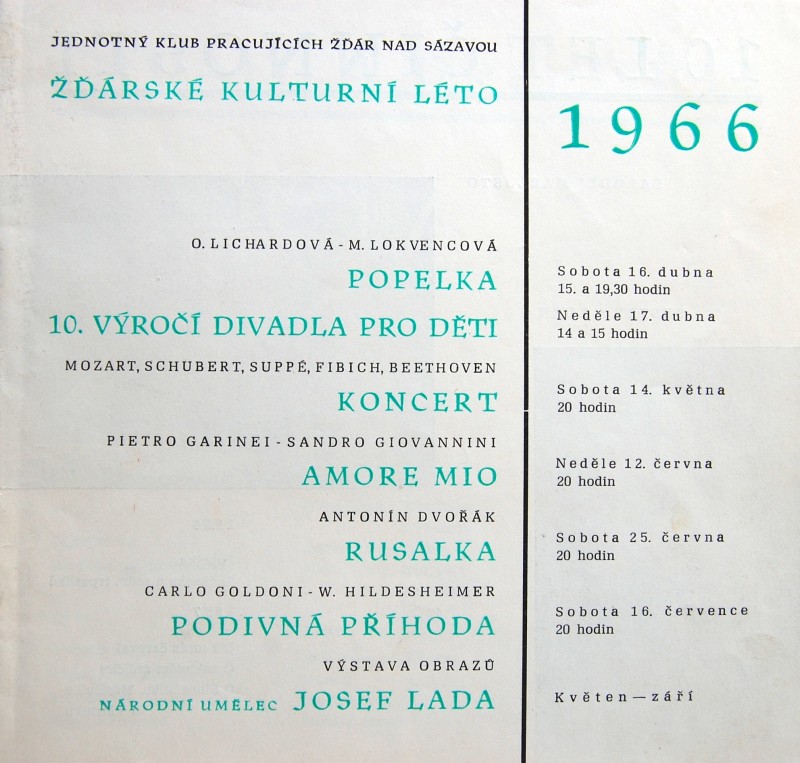 JEDNOTNÝ KLUB PRACUJÍCÍCH ŽĎÁR NAD SÁZAVOU
ŽĎÁRSKÉ KULTURNÍ LÉTO
1966
O. LICHARDOVÁ - M. LOKVENCOVÁ
POPELKA
Sobota 16. dubna
15. a 19,30 hodin
10. VÝROČÍ DIVADLA PRO DĚTI
Neděle 17. dubna
14 a 15 hodin
MOZART, SCHUBERT, SUPPÉ, FIBICH, BEETHOVEN
KONCERT
Sobota 14. května
20 hodin
PIETRO GARINEI - SANDRO GIOVANNINI
AMORE MIO
Neděle 12. června
20 hodin
ANTONÍN DVOŘÁK
RUSALKA
Sobota 25. června
20 hodin
CARLO GOLDONI - W. HILDESHEIMER
PODIVNÁ PŘÍHODA
Sobota 16. července
20 hodin
VÝSTAVA OBRAZŮ
NÁRODNÍ UMĚLEC JOSEF LADA
Květen — září